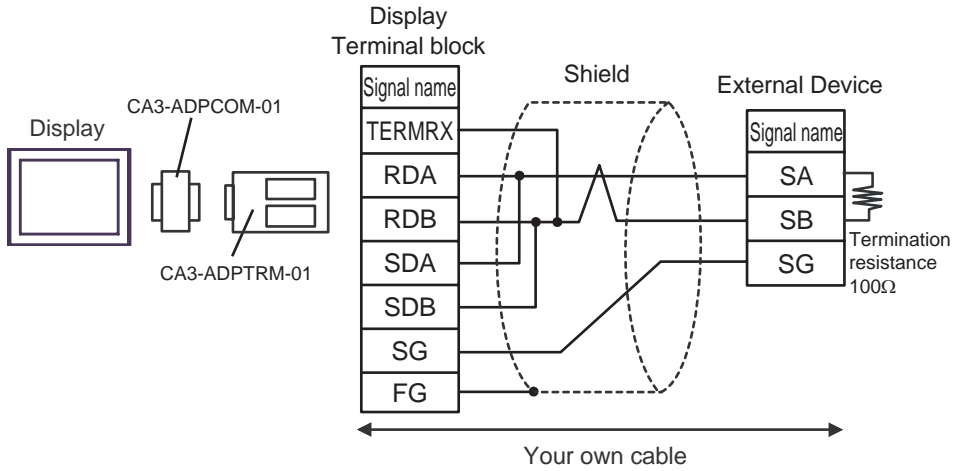 Display
Terminal block
Shield
External Device
CA3-ADPCOM-01
Display
CA3-ADPTRM-01
Signal name
TERMRX
RDA
RDB
SDA
SDB
SG
FG
Signal name
SA
SB
SG
Termination
resistance
100Ω
Your own cable